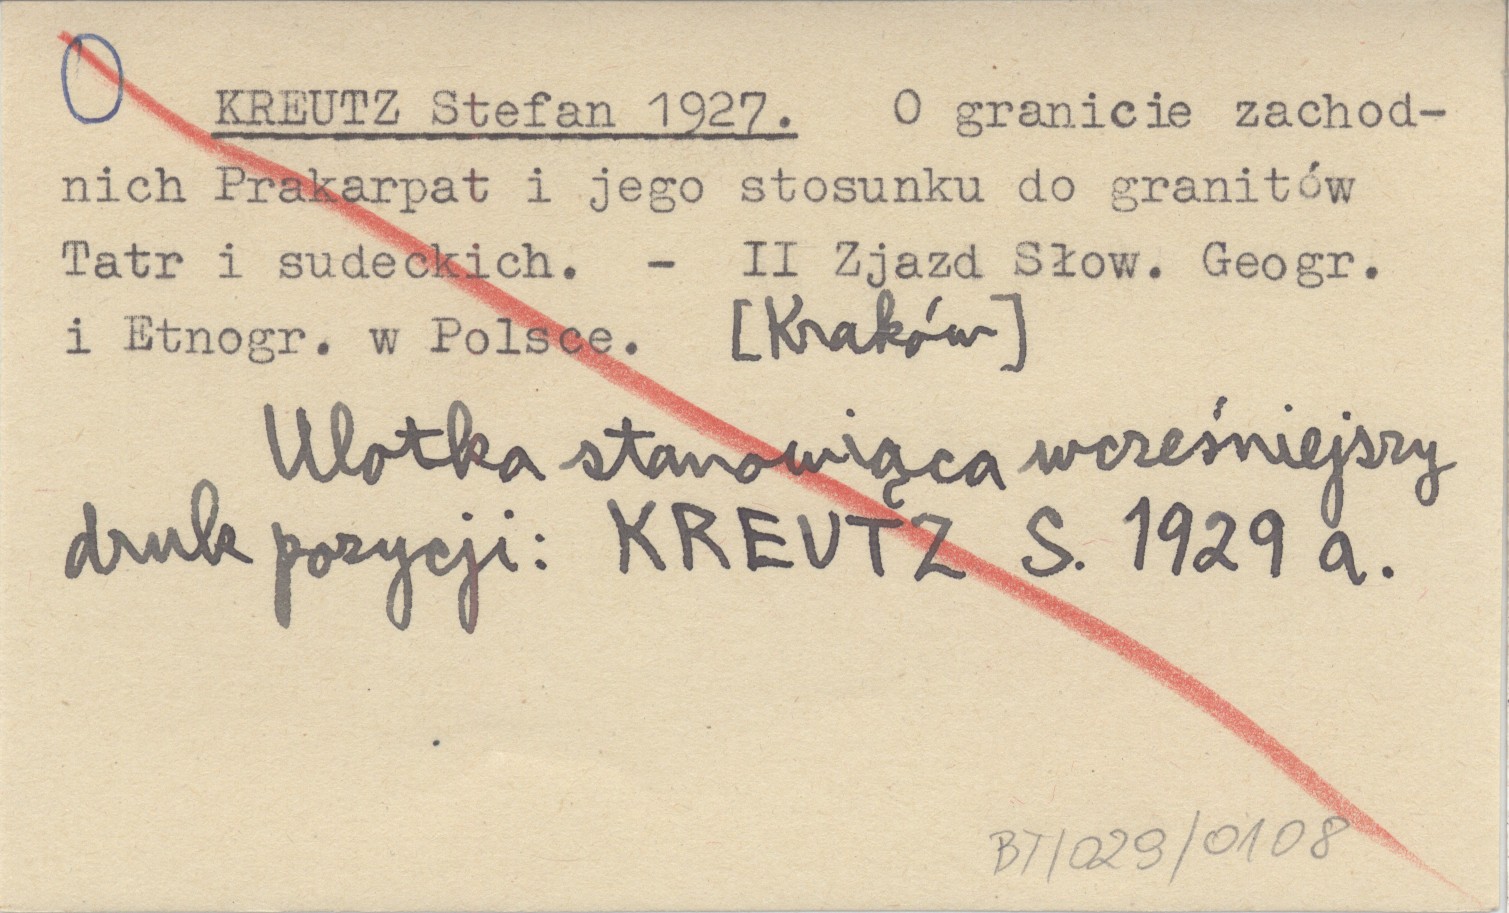 KREUTZ Stefan 1927. O granicie zachod-
nich Prakarpat i jego stosunku do granitów
Tatr i sudeckich. - II Zjazd Słow. Geogr.
i Etnogr. w Polsce. [Kraków]
Ulotka stanowiąca wcześniejszy
druk pozycji: KREUTZ S. 1929 a.
BT/029/0108